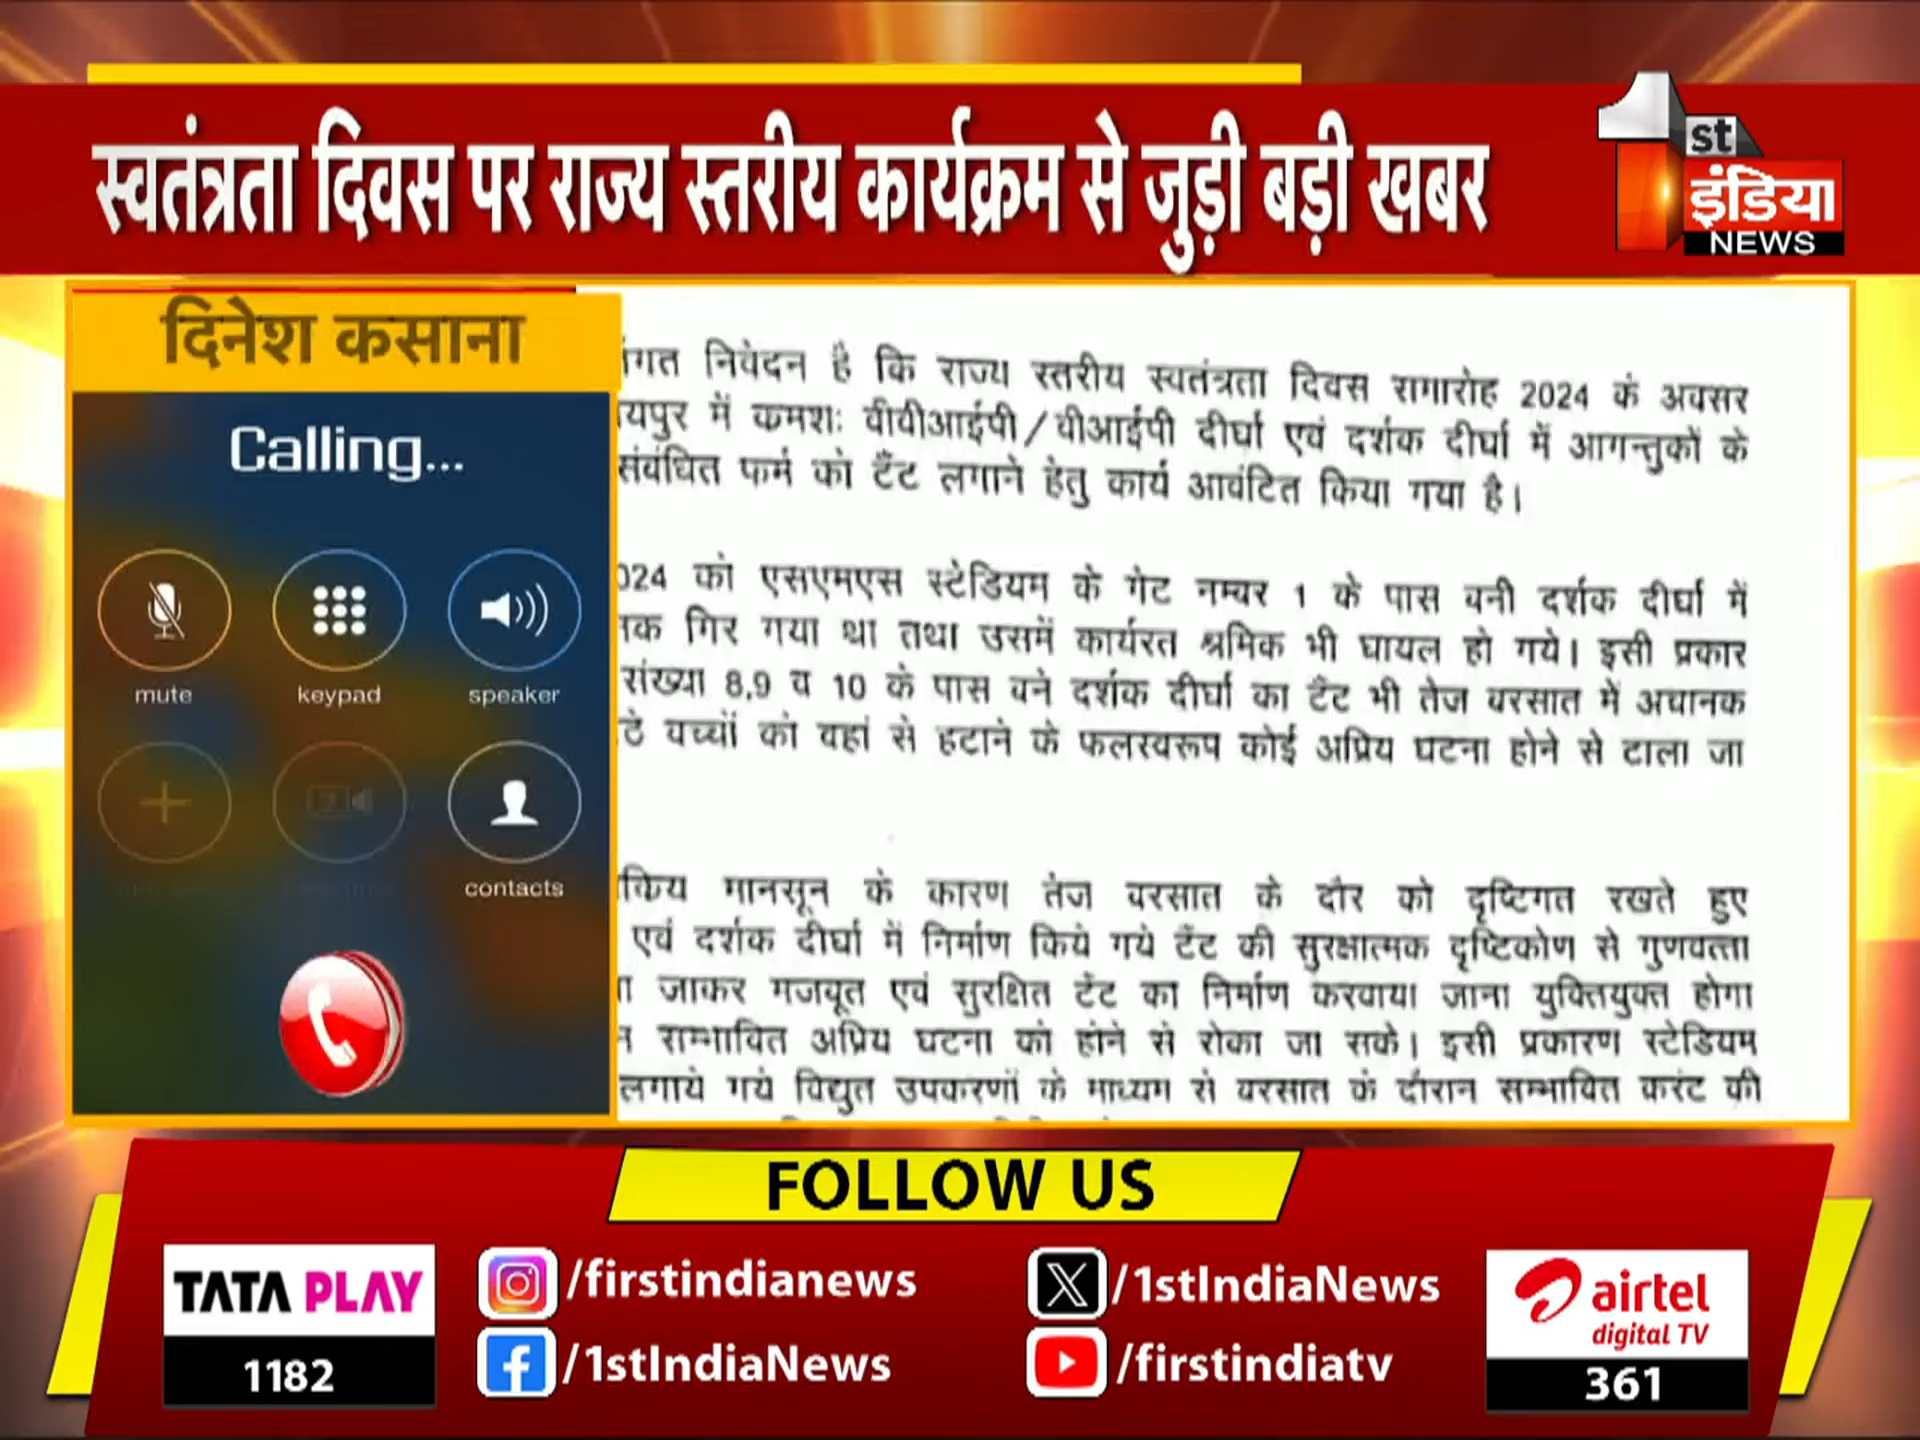 स्वतंत्रता दिवस पर राज्य स्तरीय कार्यक्रम से जुड़ी बड़ी खबर
1st
इंडिया
NEWS
दिनेश कसाना
Calling...
mute
keypad
speaker
contacts
निवेदन है कि राज्य स्तरीय स्वतंत्रता दिवस रागारोह 2024 के अवसर
में कमशः वीवीआईपी/वीआईपी दीर्घा एवं दर्शक दीर्घा में आगन्तुकों के
संबंधित फर्म को टैंट लगाने हेतु कार्य आवंटित किया गया है।
को एसएमएस स्टेडियम के गेट नम्बर 1 के पास बनी दर्शक दीर्घा में
गिर गया था तथा उसमें कार्यरत श्रमिक भी घायल हो गये। इसी प्रकार
संख्या 8,9 व 10 के पास बने दर्शक दीर्घा का टैंट भी तेज बरसात में अचानक
बच्चों को वहां से हटाने के फलस्वरूप कोई अप्रिय घटना होने से टाला जा
मानसून के कारण तेज बरसात के दौर को दृष्टिगत रखते हुए
एवं दर्शक दीर्घा में निर्माण किये गये टैंट की सुरक्षात्मक दृष्टिकोण से गुणवत्ता
जाकर मजबूत एवं सुरक्षित टैंट का निर्माण करवाया जाना युक्तियुक्त होगा
सम्भावित अप्रिय घटना को होने से रोका जा सके। इसी प्रकारण स्टेडियम
लगाये गये विद्युत उपकरणों के माध्यम से बरसात के दौरान सम्भावित करंट की
FOLLOW US
TATA PLAY
1182
/firstindianews
/1stIndiaNews
/1stIndiaNews
/firstindiatv
airtel
digital TV
361